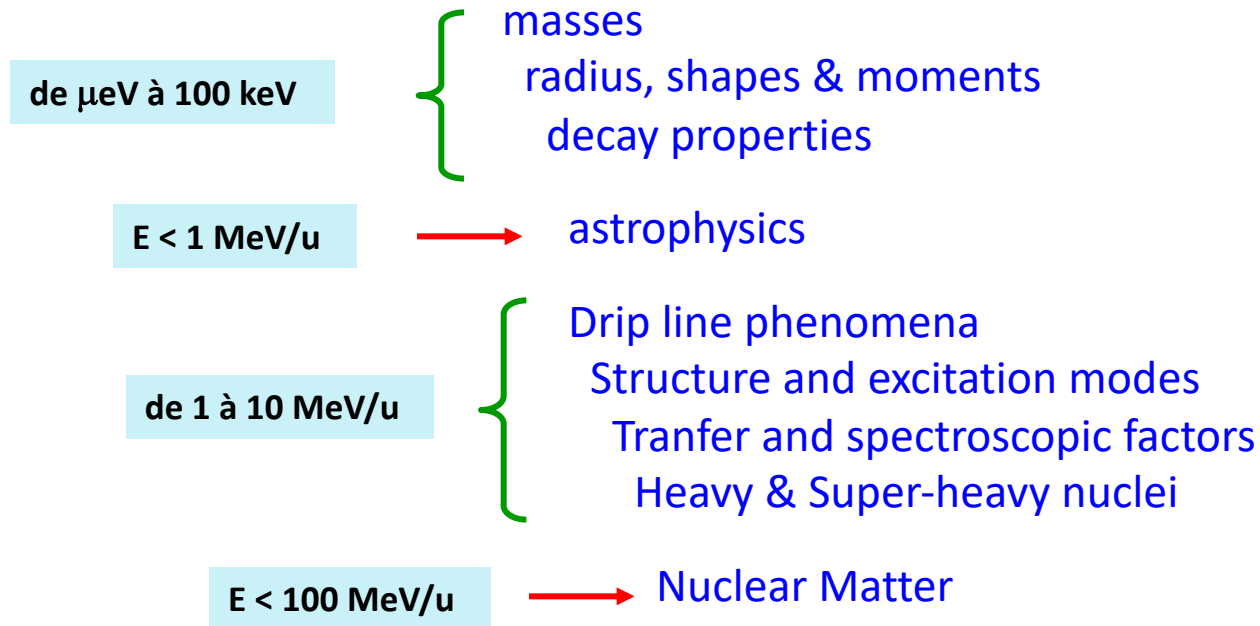 masses
de μeV à 100 keV
radius, shapes & moments
decay properties
E < 1 MeV/u
astrophysics
Drip line phenomena
Structure and excitation modes
de 1 à 10 MeV/u
Tranfer and spectroscopic factors
Heavy & Super-heavy nuclei
E < 100 MeV/u
Nuclear Matter